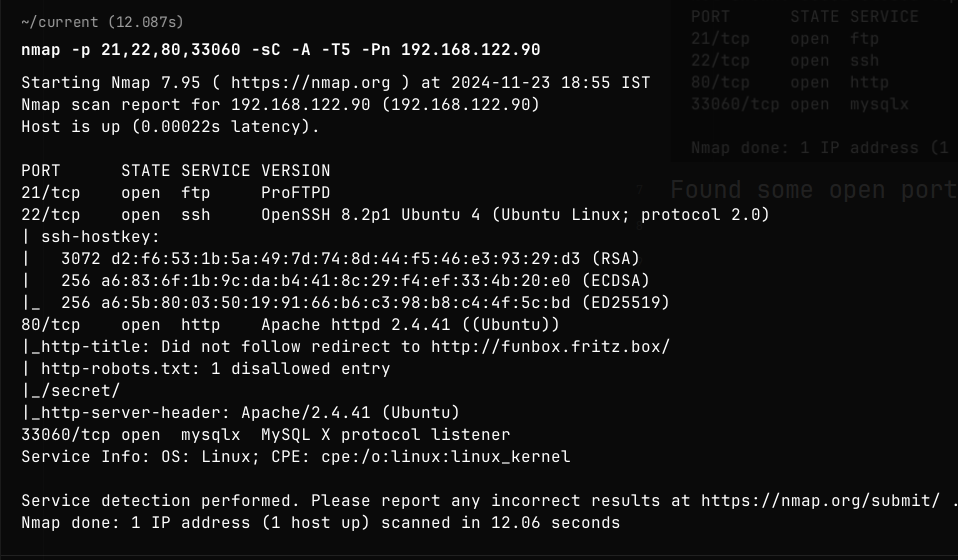 ~/current (12.087s)
nmap -p 21,22,80,33060 -sC -A -T5 -Pn 192.168.122.90
Starting Nmap 7.95 ( https://nmap.org ) at 2024-11-23 18:55 IST
Nmap scan report for 192.168.122.90 (192.168.122.90)
Host is up (0.00022s latency).
PORT      STATE SERVICE VERSION
21/tcp    open  ftp     ProFTPD
22/tcp    open  ssh     OpenSSH 8.2p1 Ubuntu 4 (Ubuntu Linux; protocol 2.0)
| ssh-hostkey:
|   3072 d2:f6:53:1b:5a:49:7d:74:8d:44:f5:46:e3:93:29:d3 (RSA)
|   256 a6:83:6f:1b:9c:da:b4:41:8c:29:f4:ef:33:4b:20:e0 (ECDSA)
|_  256 a6:5b:80:03:50:19:91:66:b6:c3:98:b8:c4:4f:5c:bd (ED25519)
80/tcp    open  http    Apache httpd 2.4.41 ((Ubuntu))
|_http-title: Did not follow redirect to http://funbox.fritz.box/
| http-robots.txt: 1 disallowed entry
|_/secret/
|_http-server-header: Apache/2.4.41 (Ubuntu)
33060/tcp open  mysqlx  MySQL X protocol listener
Service Info: OS: Linux; CPE: cpe:/o:linux:linux_kernel
Service detection performed. Please report any incorrect results at https://nmap.org/submit/ .
Nmap done: 1 IP address (1 host up) scanned in 12.06 seconds
PORT      STATE SERVICE
21/tcp    open  ftp
22/tcp    open  ssh
80/tcp    open  http
33060/tcp open  mysqlx
Nmap done: 1 IP address (1
Found some open port